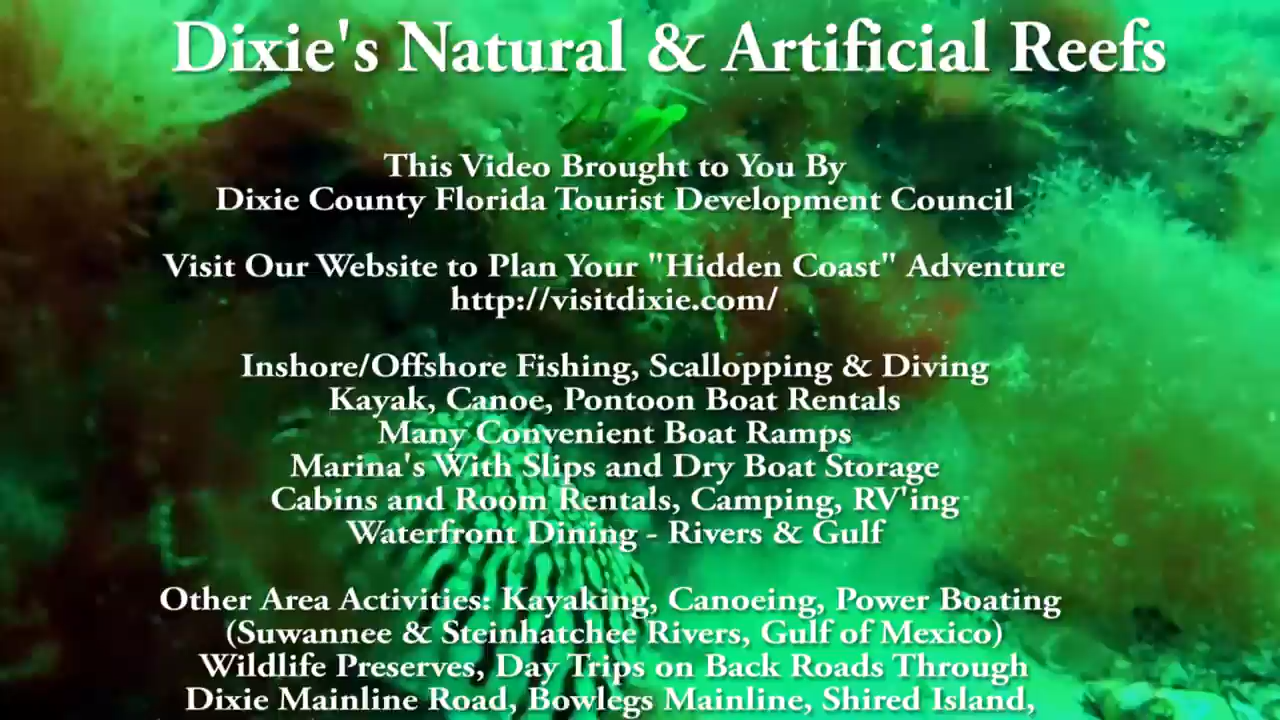 Dixie's Natural & Artificial Reefs
This Video Brought to You By
Dixie County Florida Tourist Development Council
Visit Our Website to Plan Your "Hidden Coast" Adventure
http://visitdixie.com/
Inshore/Offshore Fishing, Scallopping & Diving
Kayak, Canoe, Pontoon Boat Rentals
Many Convenient Boat Ramps
Marina's With Slips and Dry Boat Storage
Cabins and Room Rentals, Camping, RV'ing
Waterfront Dining - Rivers & Gulf
Other Area Activities: Kayaking, Canoeing, Power Boating
(Suwannee & Steinhatchee Rivers, Gulf of Mexico)
Wildlife Preserves, Day Trips on Back Roads Through
Dixie Mainline Road, Bowlegs Mainline, Shired Island,